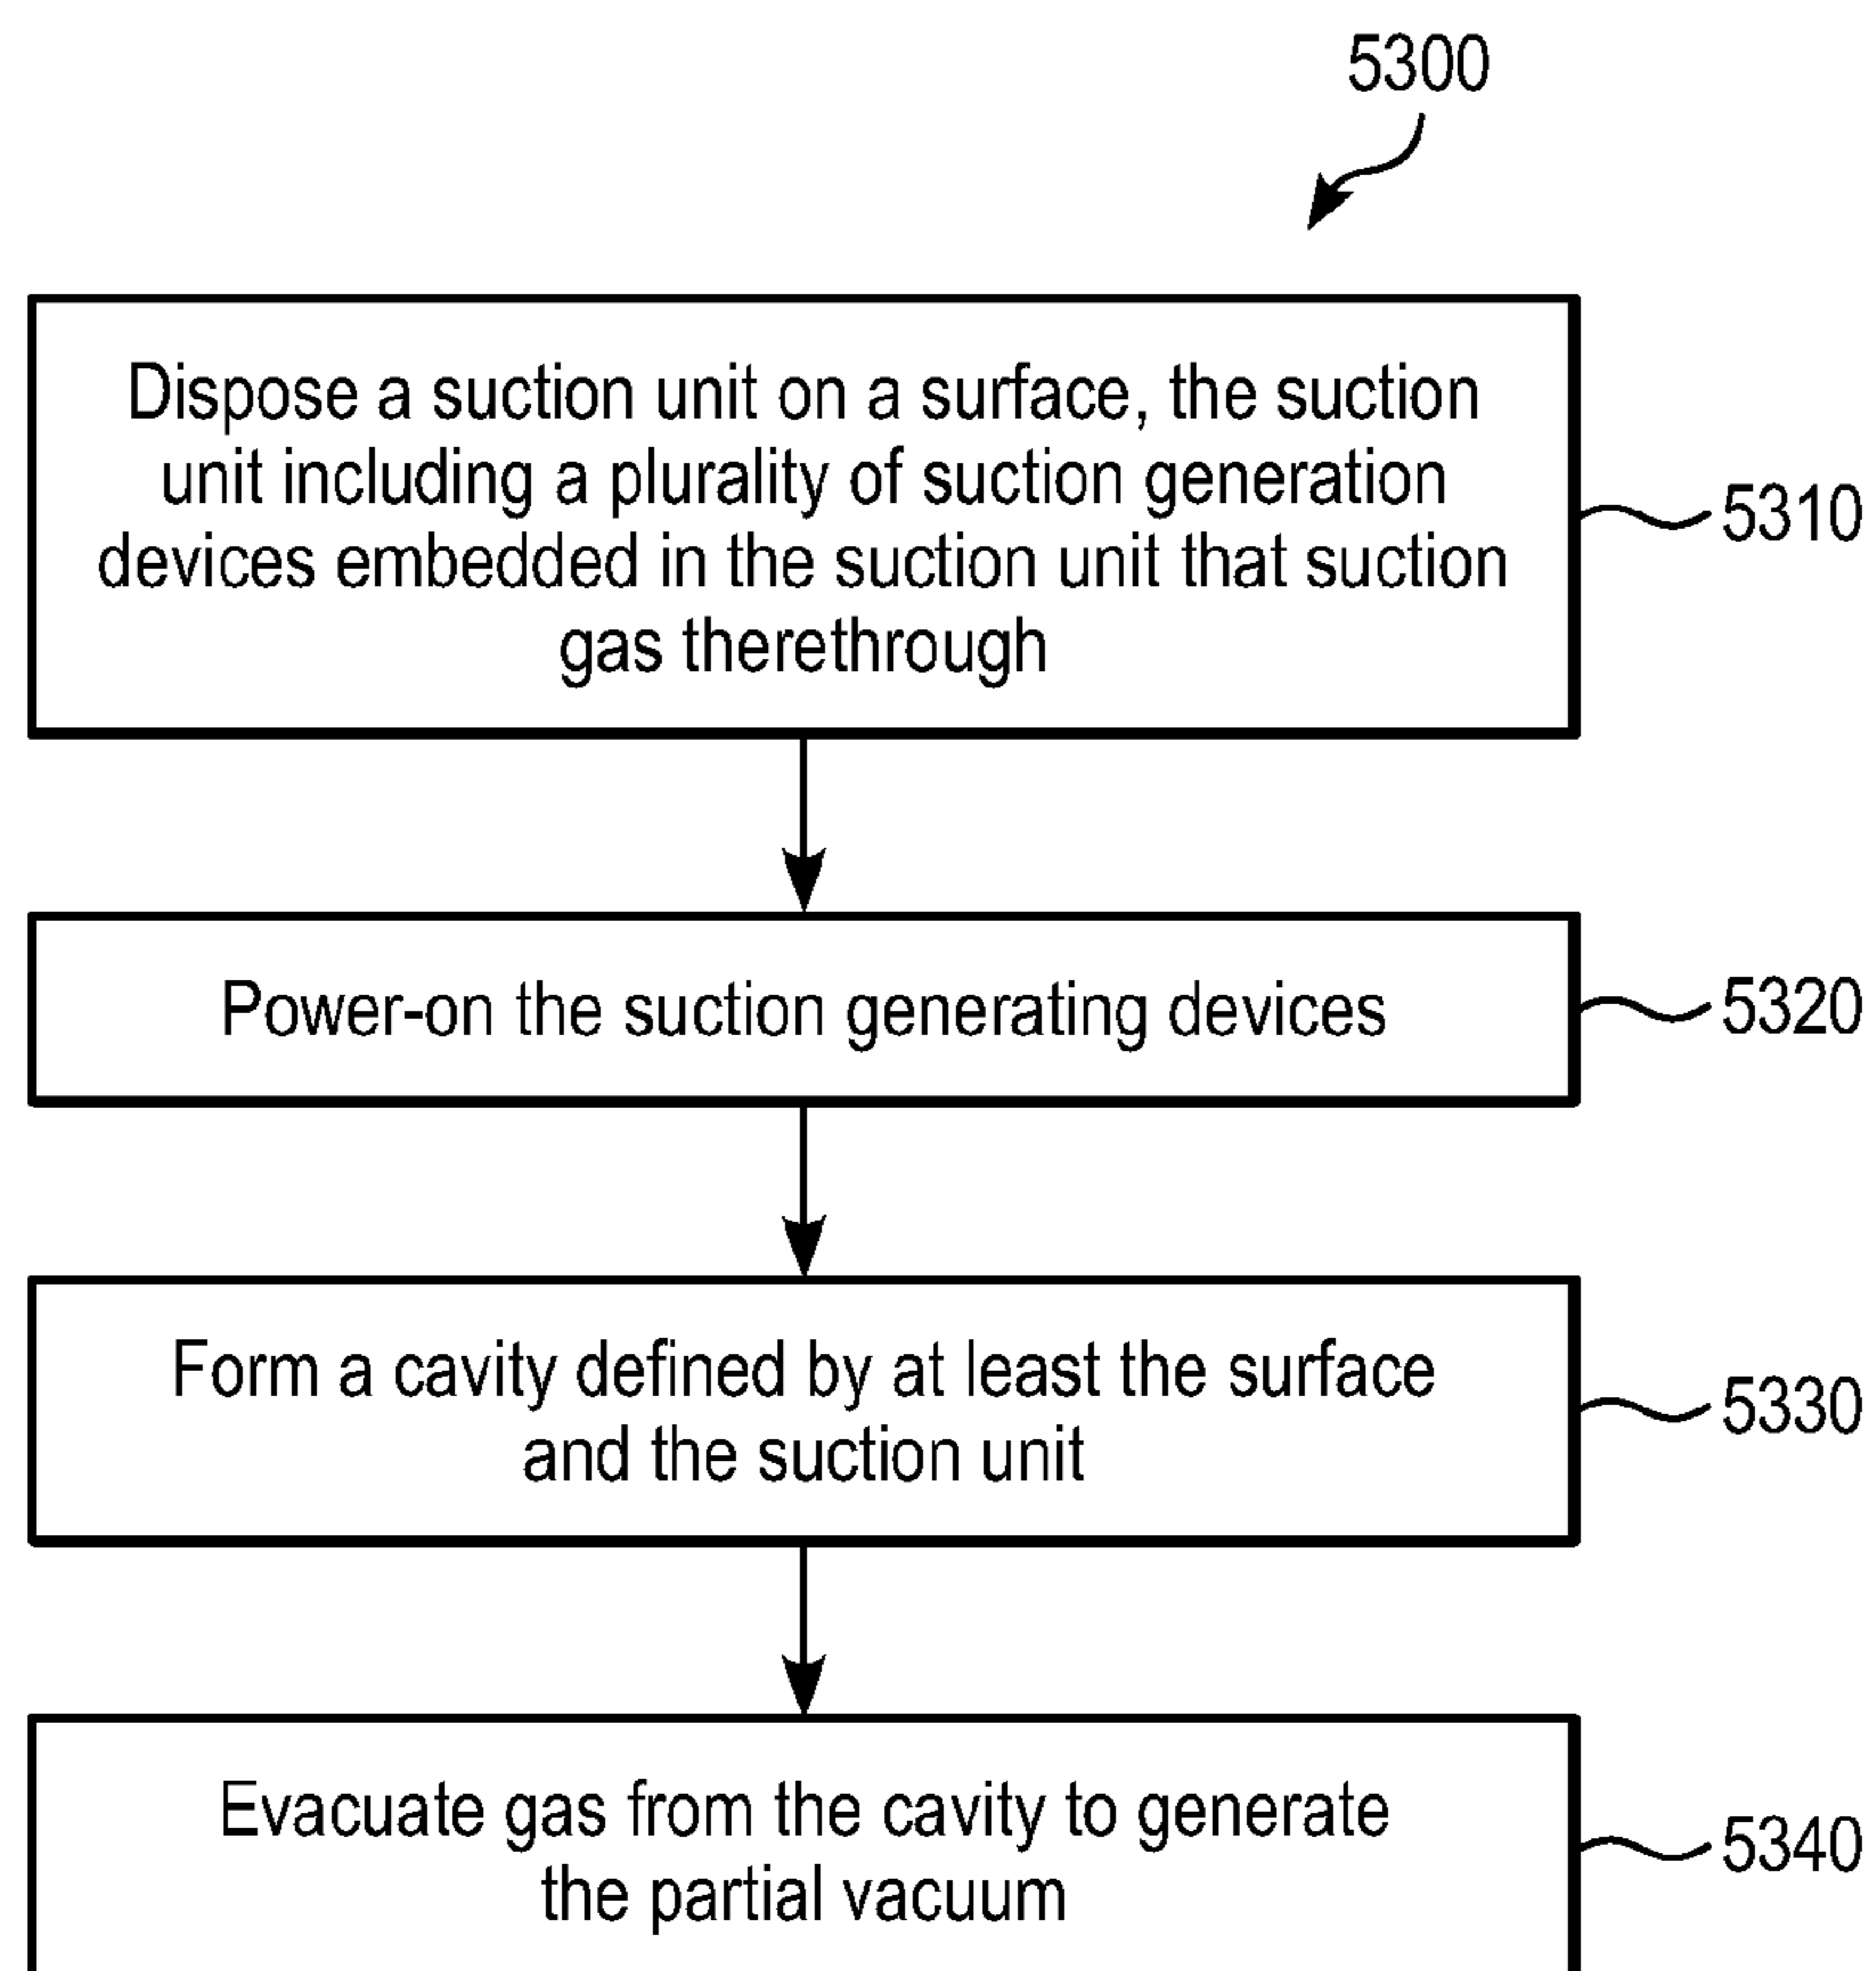 5300
Dispose a suction unit on a surface, the suction
unit including a plurality of suction generation
devices embedded in the suction unit that suction
gas therethrough
5310
Power-on the suction generating devices
5320
Form a cavity defined by at least the surface
and the suction unit
5330
Evacuate gas from the cavity to generate
the partial vacuum
5340